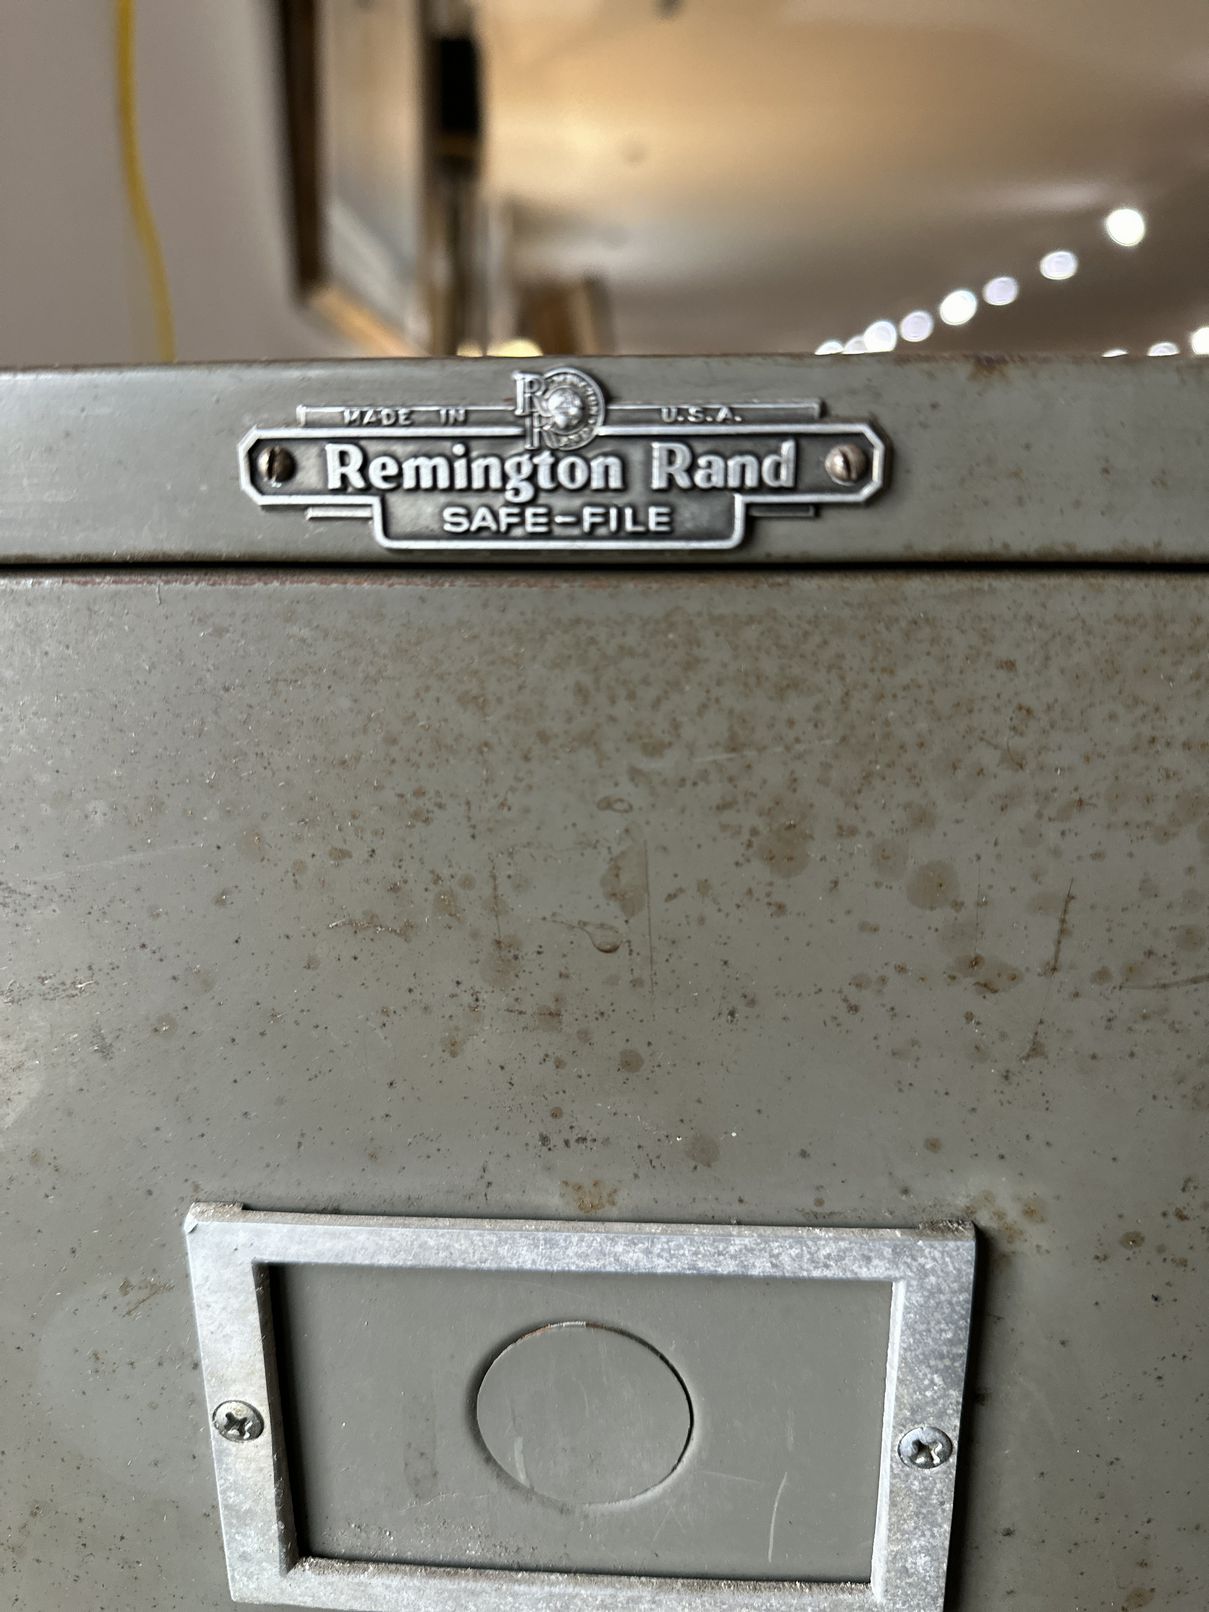 MADE IN U.S.A.
Remington Rand
SAFE-FILE